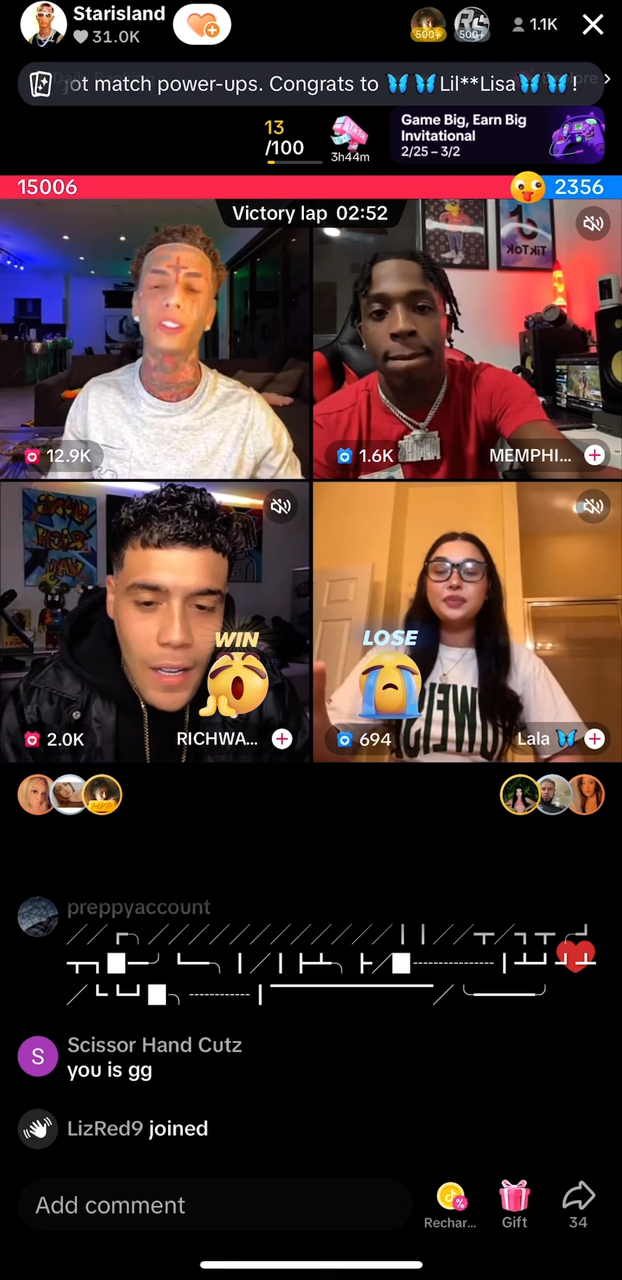 Starisland
31.0K
500+
500+
1.1K
got match power-ups. Congrats to 🦋 🦋Lil**Lisa🦋 🦋!
13
/100
3h44m
Game Big, Earn Big
Invitational
2/25 – 3/2
15006
2356
Victory lap 02:52
TikTok
12.9K
1.6K
MEMPHI...
WIN
LOSE
2.0K
RICHWA...
694
Lala 🦋
preppyaccount
S
Scissor Hand Cutz
you is gg
LizRed9 joined
Add comment
Rechar...
Gift
34